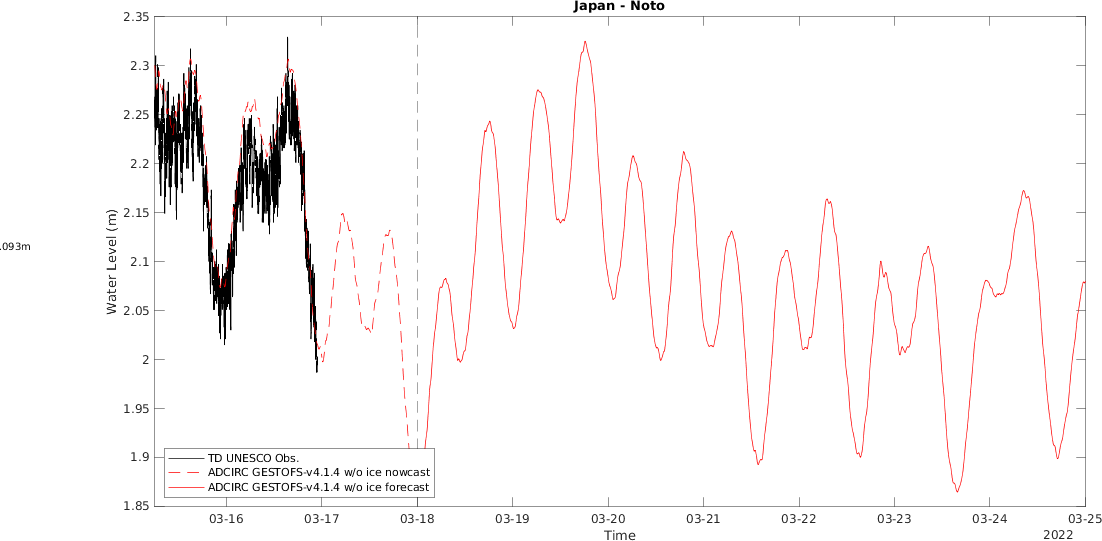 Japan - Noto
2.35
2.3
2.25
2.2
2.15
2.1
2.05
2
1.95
1.9
1.85
Water Level (m)
.093m
TD UNESCO Obs.
ADCIRC GESTOFS-v4.1.4 w/o ice nowcast
ADCIRC GESTOFS-v4.1.4 w/o ice forecast
03-16 03-17 03-18 03-19 03-20 03-21 03-22 03-23 03-24 03-25
Time
2022